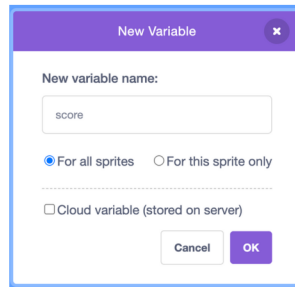 New Variable
New variable name:
score
For all sprites For this sprite only
Cloud variable (stored on server)
Cancel OK